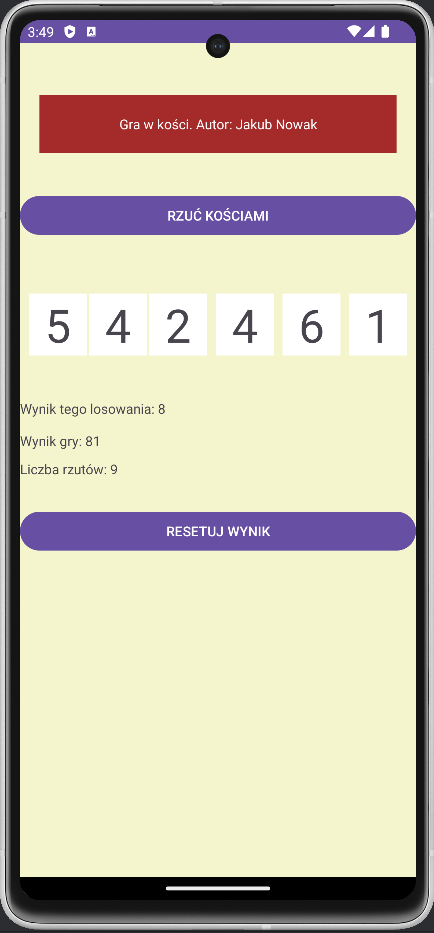 3:49
Gra w kości. Autor: Jakub Nowak
RZUĆ KOŚCIAMI
5 4 2 4 6 1
Wynik tego losowania: 8
Wynik gry: 81
Liczba rzutów: 9
RESETUJ WYNIK